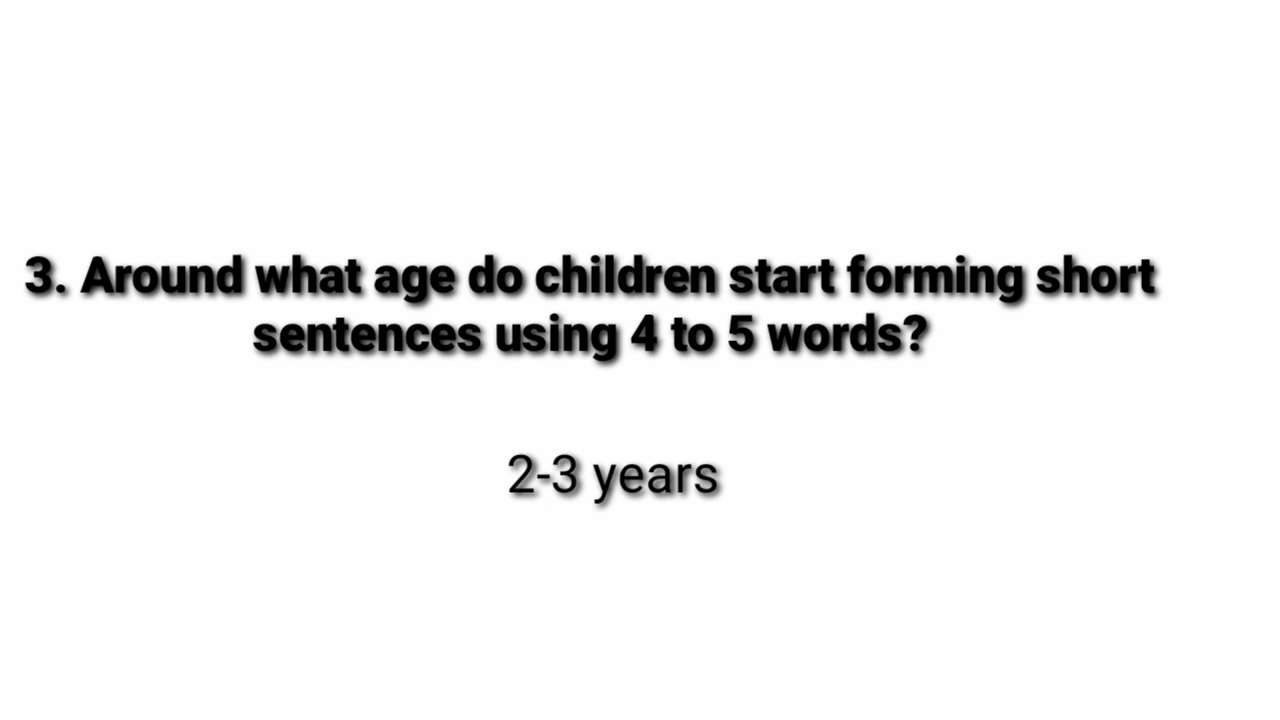 3. Around what age do children start forming short
sentences using 4 to 5 words?
2-3 years